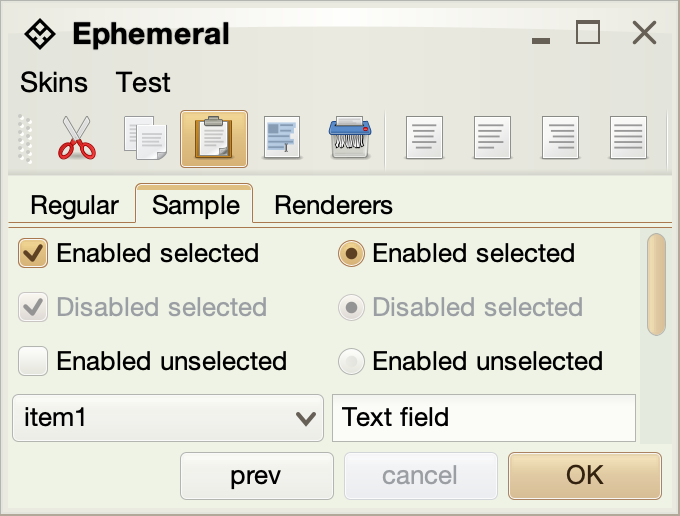 Ephemeral
Skins Test
Regular Sample Renderers
Enabled selected Enabled selected
Disabled selected Disabled selected
Enabled unselected Enabled unselected
item1 Text field
prev cancel OK